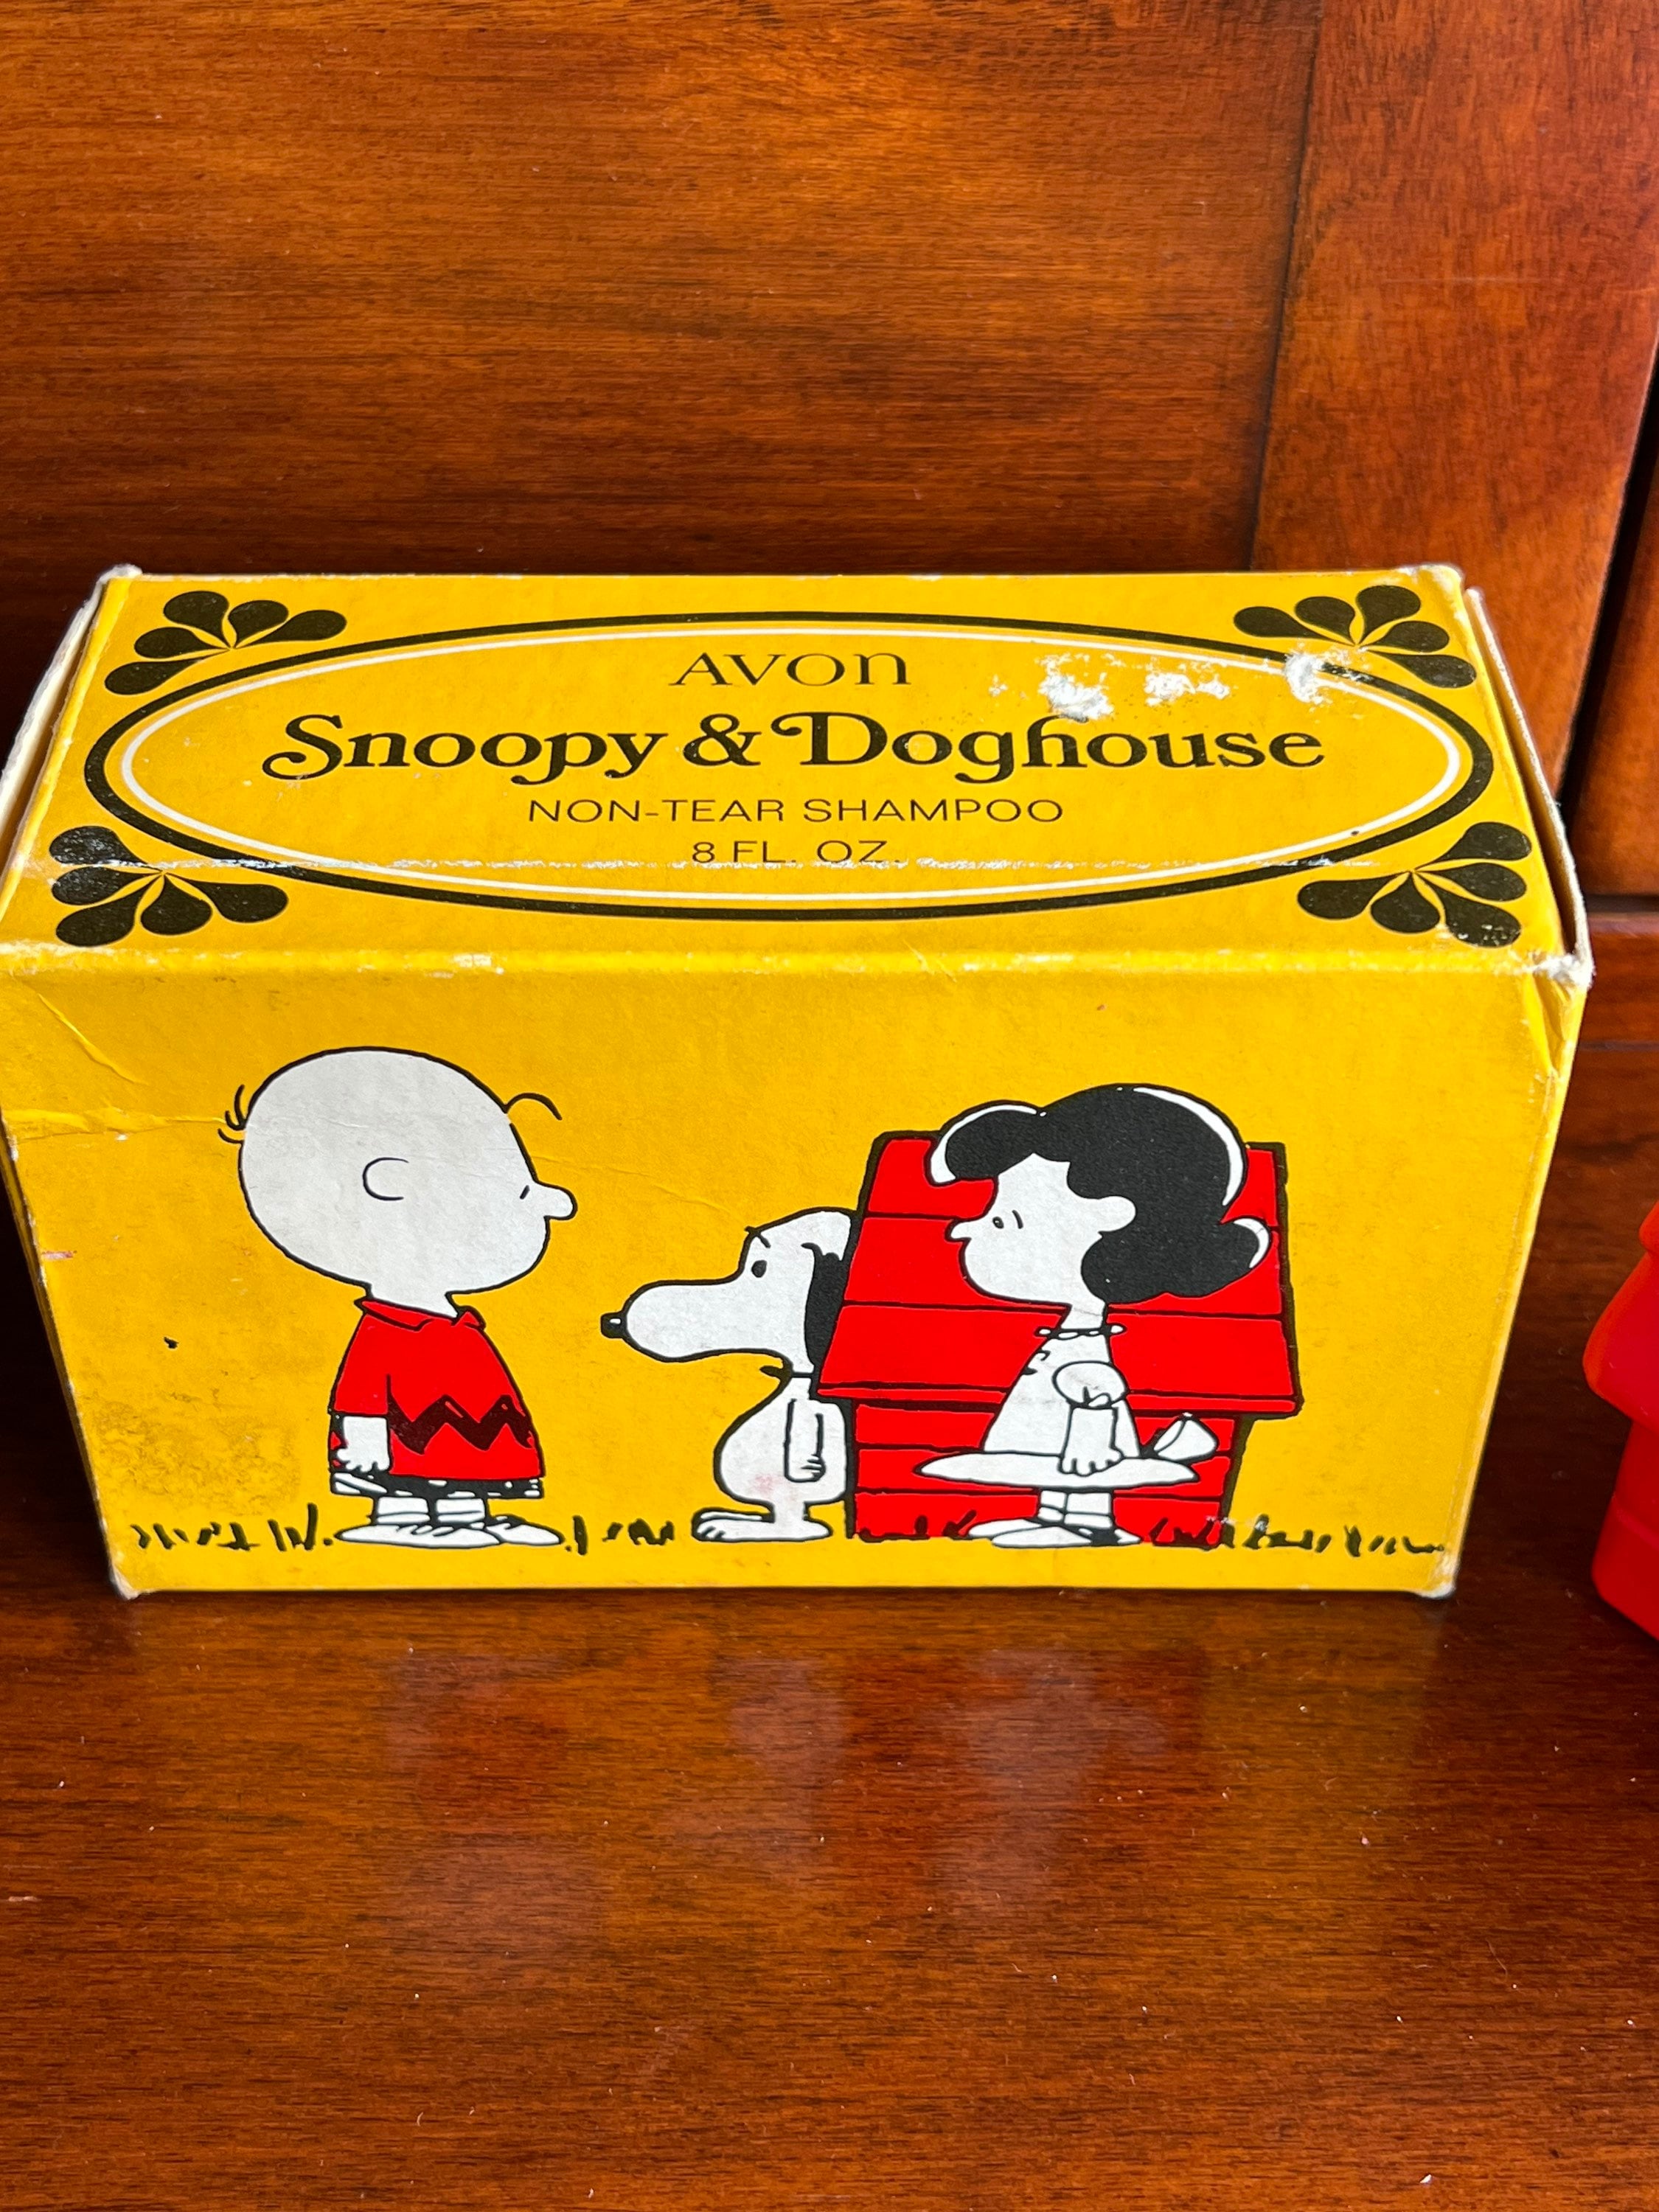 AVON
Snoopy & Doghouse
NON-TEAR SHAMPOO
8 FL. OZ.